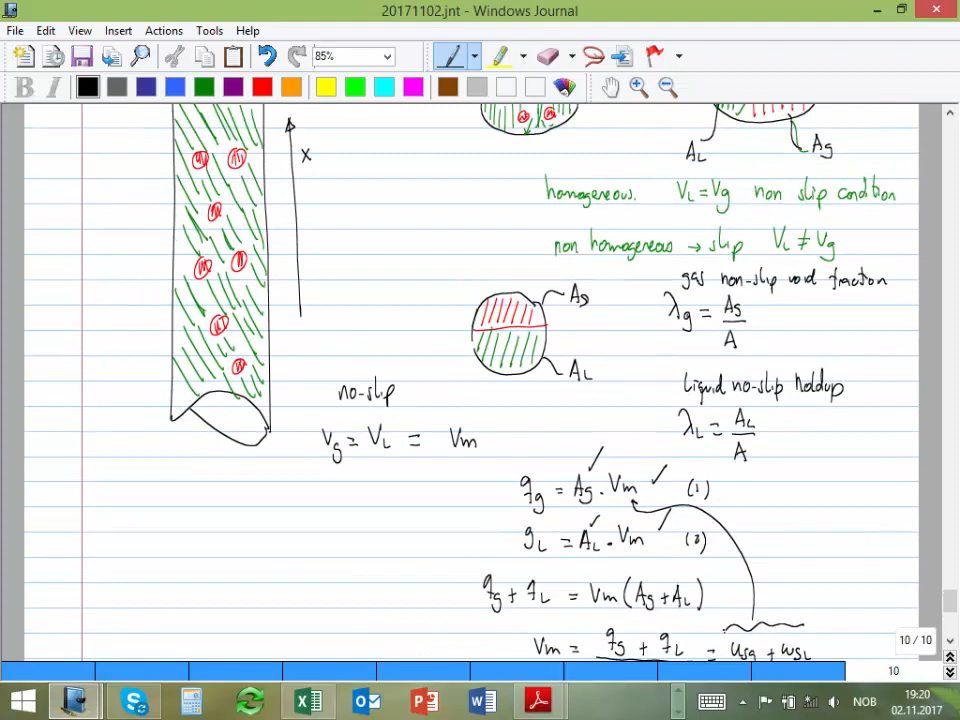 20171102.jnt - Windows Journal
File Edit View Insert Actions Tools Help
85%
B I
x
AL
Ag
homogeneous. VL = Vg non slip condition
non homogeneous → slip VL ≠ Vg
gas non-slip void fraction
Ag
λg = Ag / A
AL
Liquid no-slip holdup
no-slip
λL = AL / A
Vg = VL = Vm
qg = Ag . Vm (1)
qL = AL . Vm (2)
qg + qL = Vm (Ag + AL)
Vm = qg + qL = usg + usL
10 / 10
10
NOB
19:20
02.11.2017